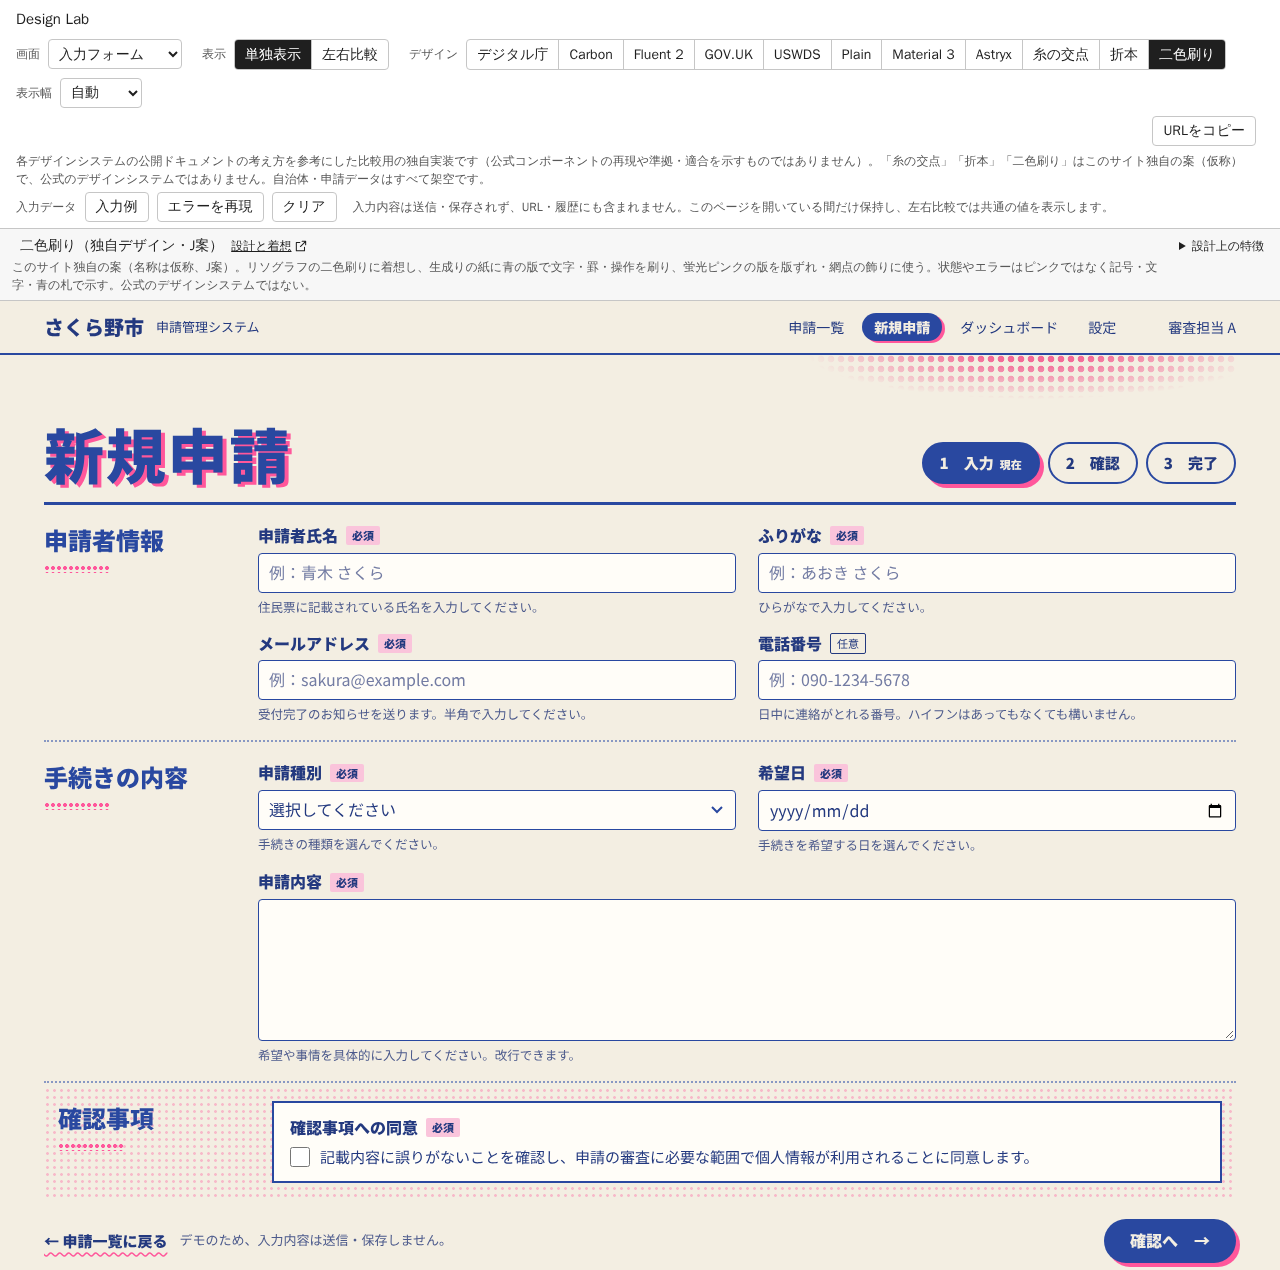 Design Lab
画面 入力フォーム 表示 単独表示 左右比較 デザイン デジタル庁 Carbon Fluent 2 GOV.UK USWDS Plain Material 3 Astryx 糸の交点 折本 二色刷り
表示幅 自動
URLをコピー
各デザインシステムの公開ドキュメントの考え方を参考にした比較用の独自実装です（公式コンポーネントの再現や準拠・適合を示すものではありません）。「糸の交点」「折本」「二色刷り」はこのサイト独自の案（仮称）
で、公式のデザインシステムではありません。自治体・申請データはすべて架空です。
入力データ 入力例 エラーを再現 クリア 入力内容は送信・保存されず、URL・履歴にも含まれません。このページを開いている間だけ保持し、左右比較では共通の値を表示します。
二色刷り（独自デザイン・J案） 設計と着想 ▶ 設計上の特徴
このサイト独自の案（名称は仮称、J案）。リソグラフの二色刷りに着想し、生成りの紙に青の版で文字・罫・操作を刷り、蛍光ピンクの版を版ずれ・網点の飾りに使う。状態やエラーはピンクではなく記号・文
字・青の札で示す。公式のデザインシステムではない。
さくら野市 申請管理システム 申請一覧 新規申請 ダッシュボード 設定 審査担当 A
新規申請 1 入力 現在 2 確認 3 完了
申請者情報
申請者氏名 必須 ふりがな 必須
例：青木 さくら 例：あおき さくら
住民票に記載されている氏名を入力してください。 ひらがなで入力してください。
メールアドレス 必須 電話番号 任意
例：sakura@example.com 例：090-1234-5678
受付完了のお知らせを送ります。半角で入力してください。 日中に連絡がとれる番号。ハイフンはあってもなくても構いません。
手続きの内容
申請種別 必須 希望日 必須
選択してください yyyy/mm/dd
手続きの種類を選んでください。 手続きを希望する日を選んでください。
申請内容 必須
希望や事情を具体的に入力してください。改行できます。
確認事項
確認事項への同意 必須
記載内容に誤りがないことを確認し、申請の審査に必要な範囲で個人情報が利用されることに同意します。
← 申請一覧に戻る デモのため、入力内容は送信・保存しません。 確認へ →